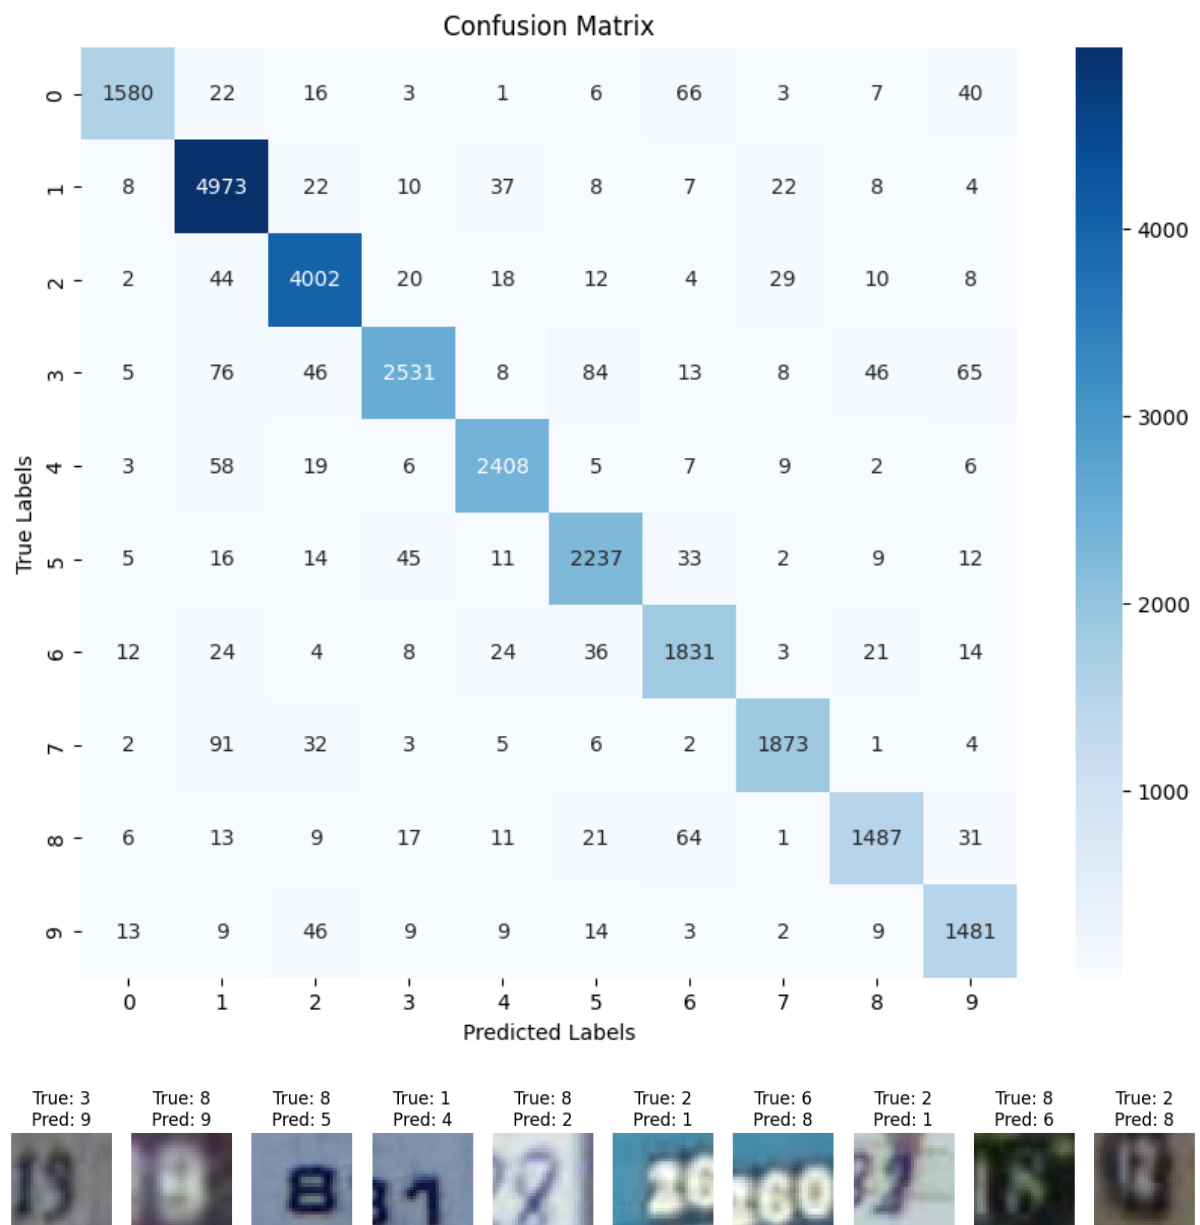 Confusion Matrix
0 1580 22 16 3 1 6 66 3 7 40
1 8 4973 22 10 37 8 7 22 8 4
4000
2 2 44 4002 20 18 12 4 29 10 8
3 5 76 46 2531 8 84 13 8 46 65
3000
True Labels
4 3 58 19 6 2408 5 7 9 2 6
5 5 16 14 45 11 2237 33 2 9 12
2000
6 12 24 4 8 24 36 1831 3 21 14
7 2 91 32 3 5 6 2 1873 1 4
1000
8 6 13 9 17 11 21 64 1 1487 31
9 13 9 46 9 9 14 3 2 9 1481
0 1 2 3 4 5 6 7 8 9
Predicted Labels
True: 3 True: 8 True: 8 True: 1 True: 8 True: 2 True: 6 True: 2 True: 8 True: 2
Pred: 9 Pred: 9 Pred: 5 Pred: 4 Pred: 2 Pred: 1 Pred: 8 Pred: 1 Pred: 6 Pred: 8
13 8 8 31 20 60 18